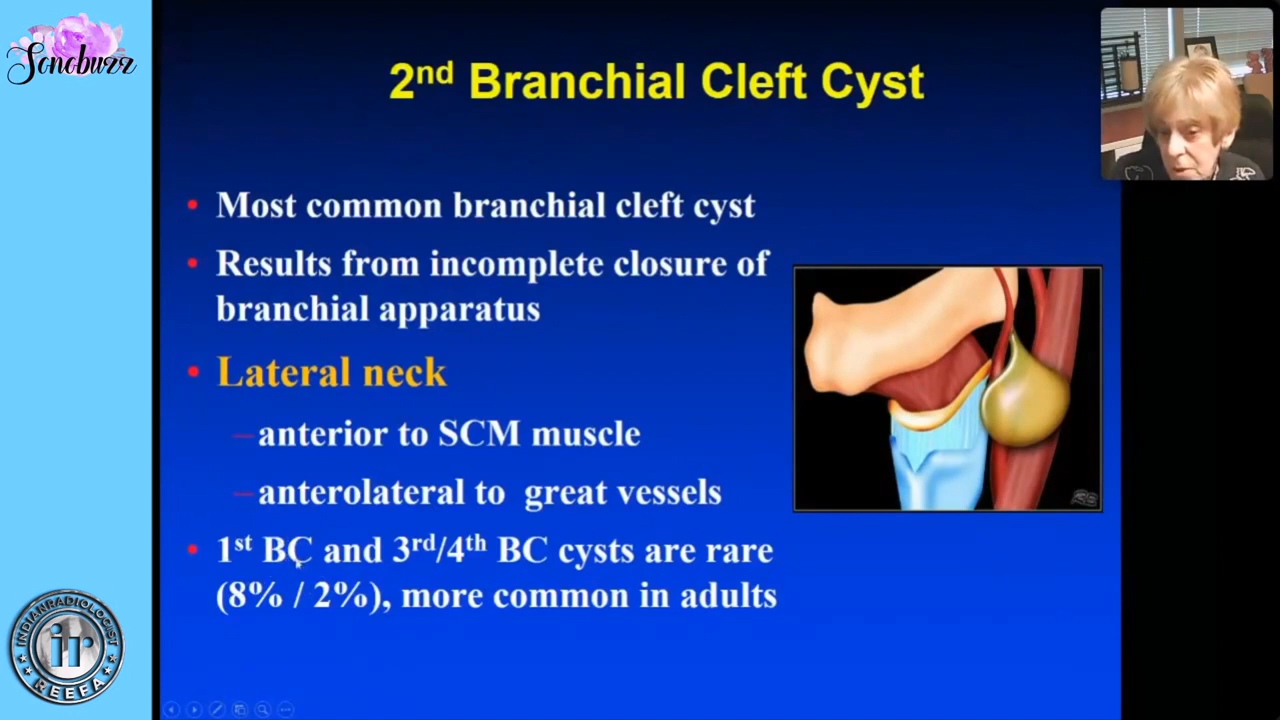 Sonobuzz
2nd Branchial Cleft Cyst
• Most common branchial cleft cyst
• Results from incomplete closure of
branchial apparatus
• Lateral neck
–anterior to SCM muscle
–anterolateral to great vessels
• 1st BC and 3rd/4th BC cysts are rare
(8% / 2%), more common in adults
INDIANRADIOLOGIST
ir
REEFA